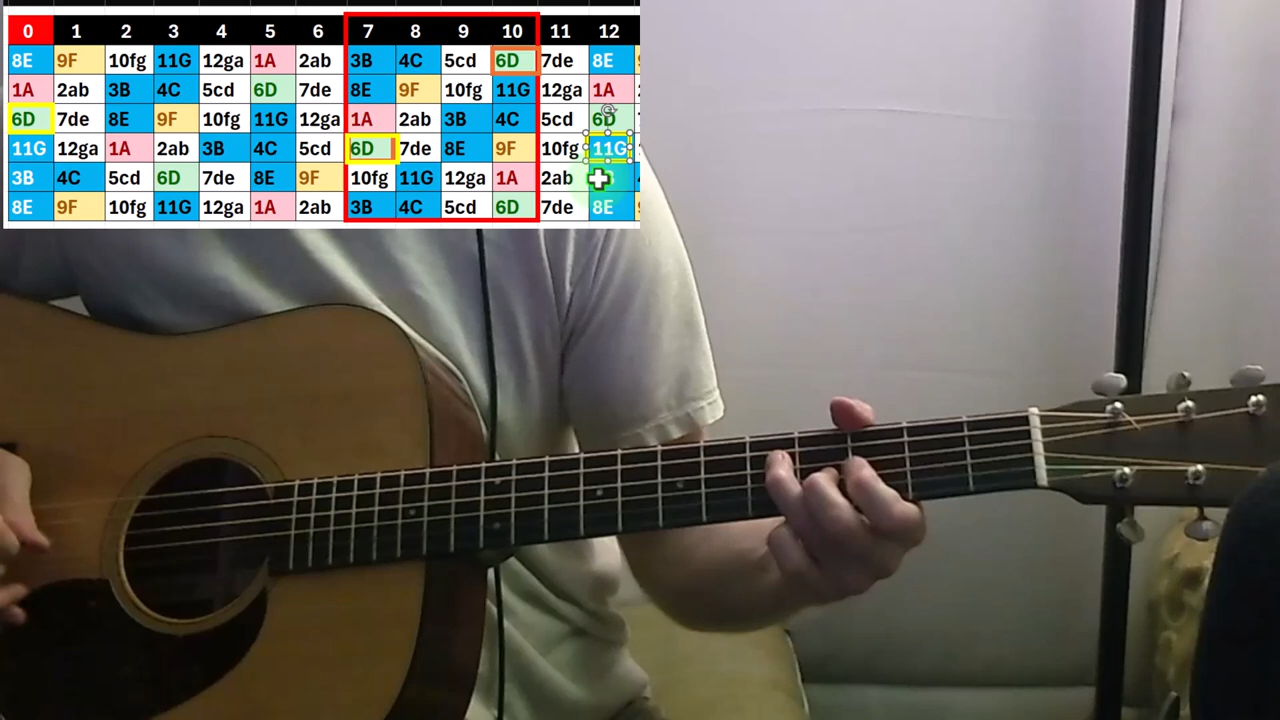 0 1 2 3 4 5 6 7 8 9 10 11 12
8E 9F 10fg 11G 12ga 1A 2ab 3B 4C 5cd 6D 7de 8E
1A 2ab 3B 4C 5cd 6D 7de 8E 9F 10fg 11G 12ga 1A
6D 7de 8E 9F 10fg 11G 12ga 1A 2ab 3B 4C 5cd 6D
11G 12ga 1A 2ab 3B 4C 5cd 6D 7de 8E 9F 10fg 11G
3B 4C 5cd 6D 7de 8E 9F 10fg 11G 12ga 1A 2ab
8E 9F 10fg 11G 12ga 1A 2ab 3B 4C 5cd 6D 7de 8E